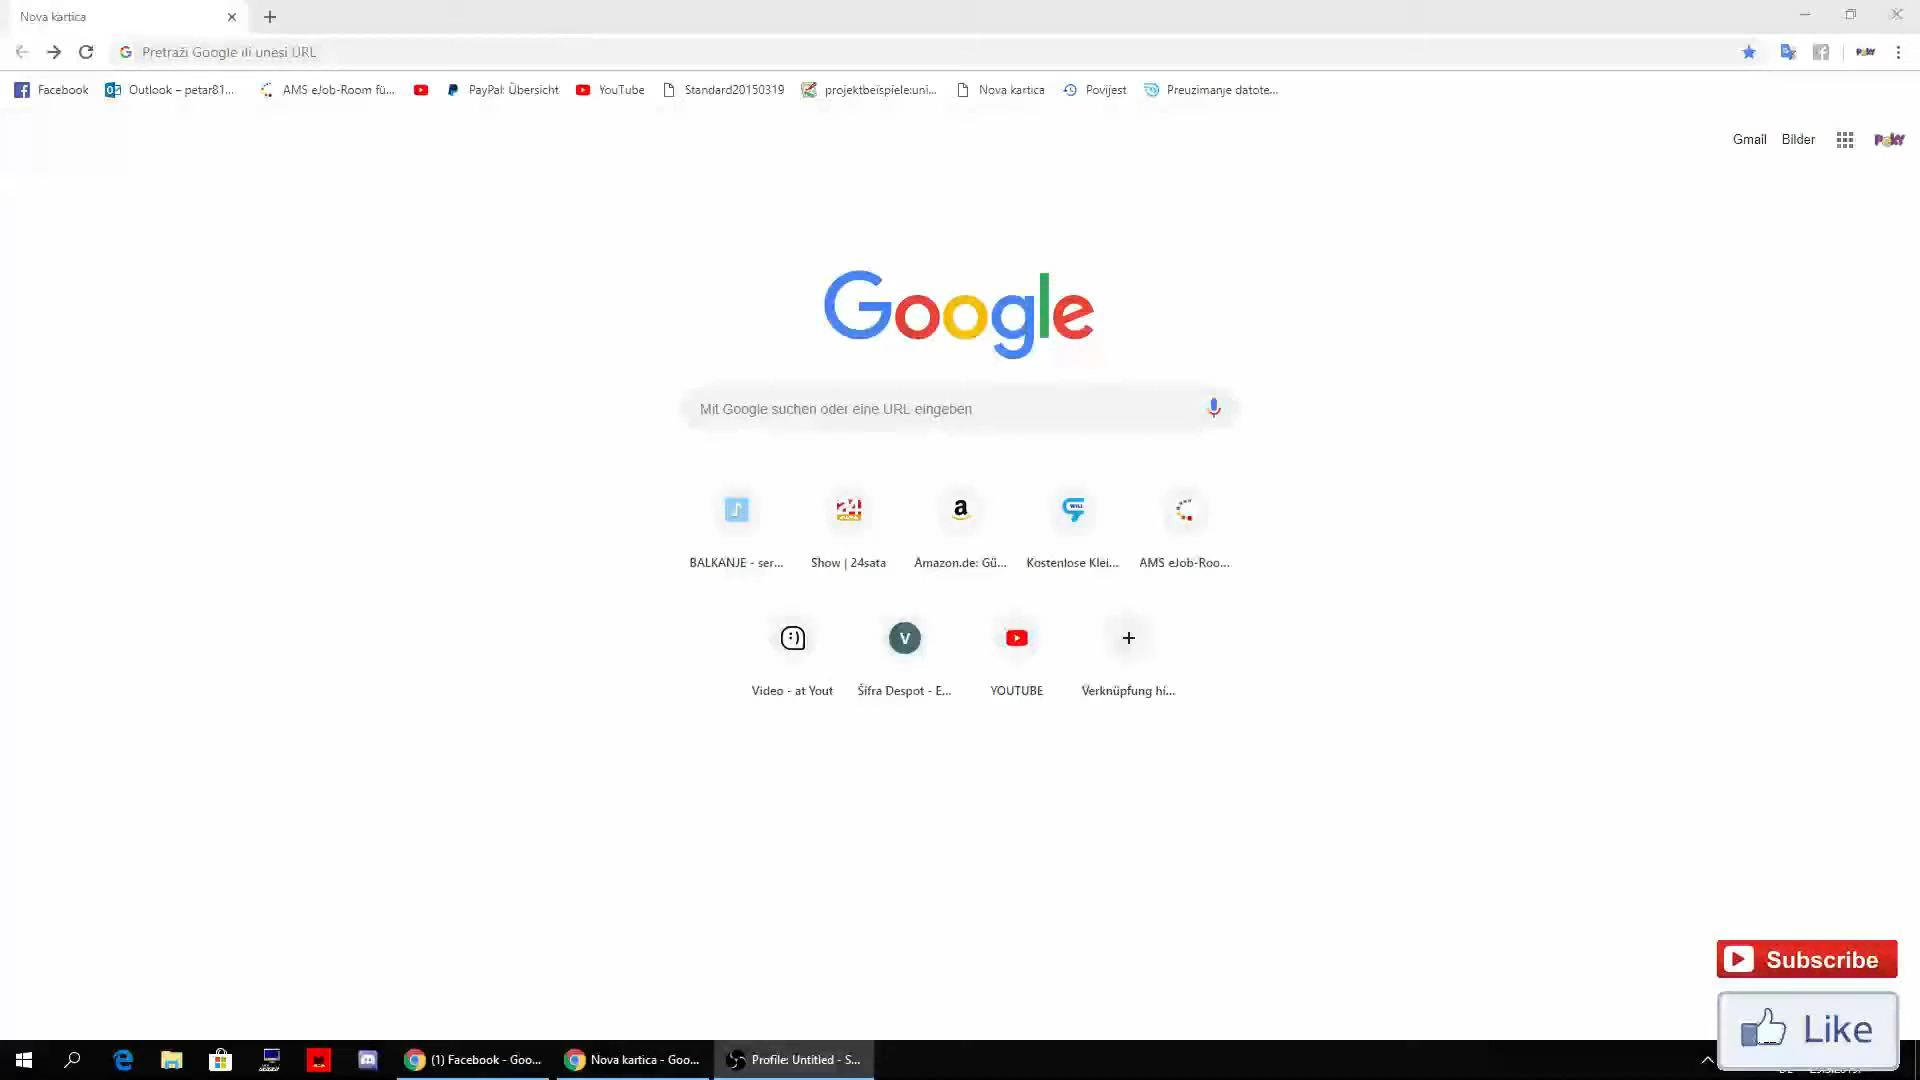 Nova kartica
Pretraži Google ili unesi URL
Facebook
Outlook – petar81...
AMS eJob-Room fü...
PayPal: Übersicht
YouTube
Standard20150319
projektbeispiele:uni...
Nova kartica
Povijest
Preuzimanje datote...
Gmail
Bilder
Google
Mit Google suchen oder eine URL eingeben
BALKANJE - ser...
Show | 24sata
Amazon.de: Gü...
Kostenlose Klei...
AMS eJob-Roo...
V
Video - at Yout
Šifra Despot - E...
YOUTUBE
Verknüpfung hi...
Subscribe
Like
(1) Facebook - Goo...
Nova kartica - Goo...
Profile: Untitled - S...